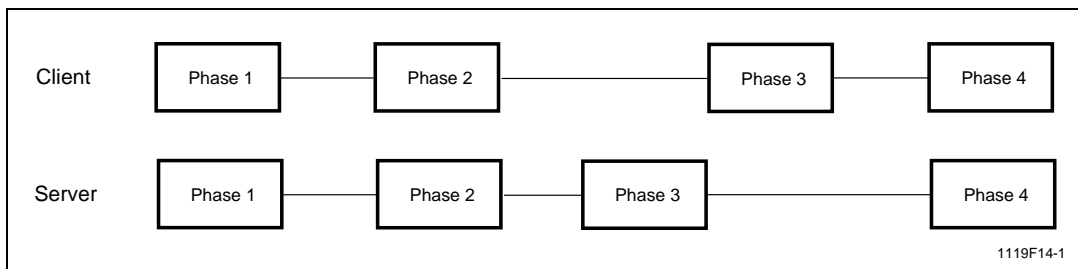 Client
Phase 1
Phase 2
Phase 3
Phase 4
Server
Phase 1
Phase 2
Phase 3
Phase 4
1119F14-1